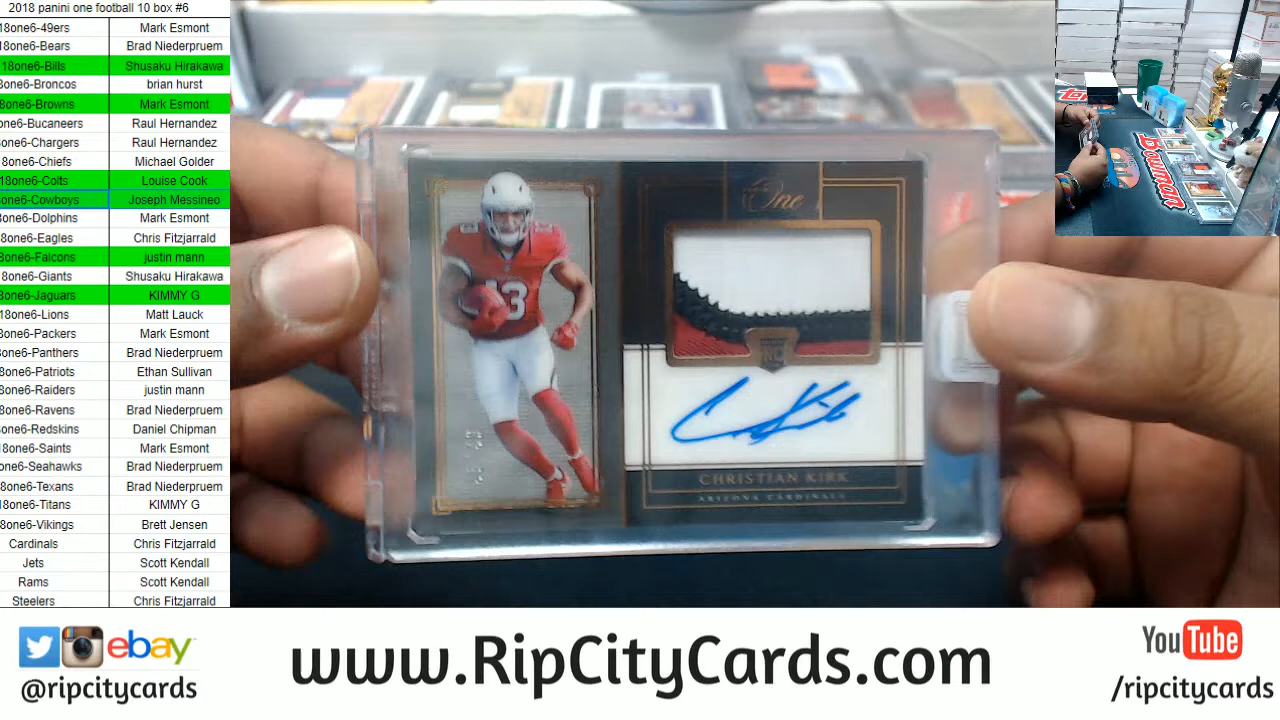 2018 panini one football 10 box #6
18one6-49ers Mark Esmont
18one6-Bears Brad Niederpruem
18one6-Bills Shusaku Hirakawa
8one6-Broncos brian hurst
8one6-Browns Mark Esmont
one6-Bucaneers Raul Hernandez
one6-Chargers Raul Hernandez
8one6-Chiefs Michael Golder
18one6-Colts Louise Cook
one6-Cowboys Joseph Messineo
8one6-Dolphins Mark Esmont
8one6-Eagles Chris Fitzjarrald
8one6-Falcons justin mann
8one6-Giants Shusaku Hirakawa
one6-Jaguars KIMMY G
18one6-Lions Matt Lauck
8one6-Packers Mark Esmont
one6-Panthers Brad Niederpruem
8one6-Patriots Ethan Sullivan
8one6-Raiders justin mann
8one6-Ravens Brad Niederpruem
one6-Redskins Daniel Chipman
8one6-Saints Mark Esmont
one6-Seahawks Brad Niederpruem
8one6-Texans Brad Niederpruem
18one6-Titans KIMMY G
8one6-Vikings Brett Jensen
Cardinals Chris Fitzjarrald
Jets Scott Kendall
Rams Scott Kendall
Steelers Chris Fitzjarrald
One
13
RC
CHRISTIAN KIRK
ARIZONA CARDINALS
Bowman
ebay
@ripcitycards
www.RipCityCards.com
YouTube
/ripcitycards